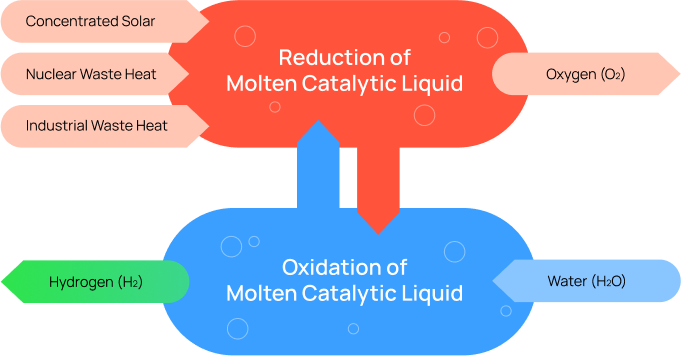 Concentrated Solar
Nuclear Waste Heat
Industrial Waste Heat
Reduction of
Molten Catalytic Liquid
Oxygen (O₂)
Oxidation of
Molten Catalytic Liquid
Hydrogen (H₂)
Water (H₂O)